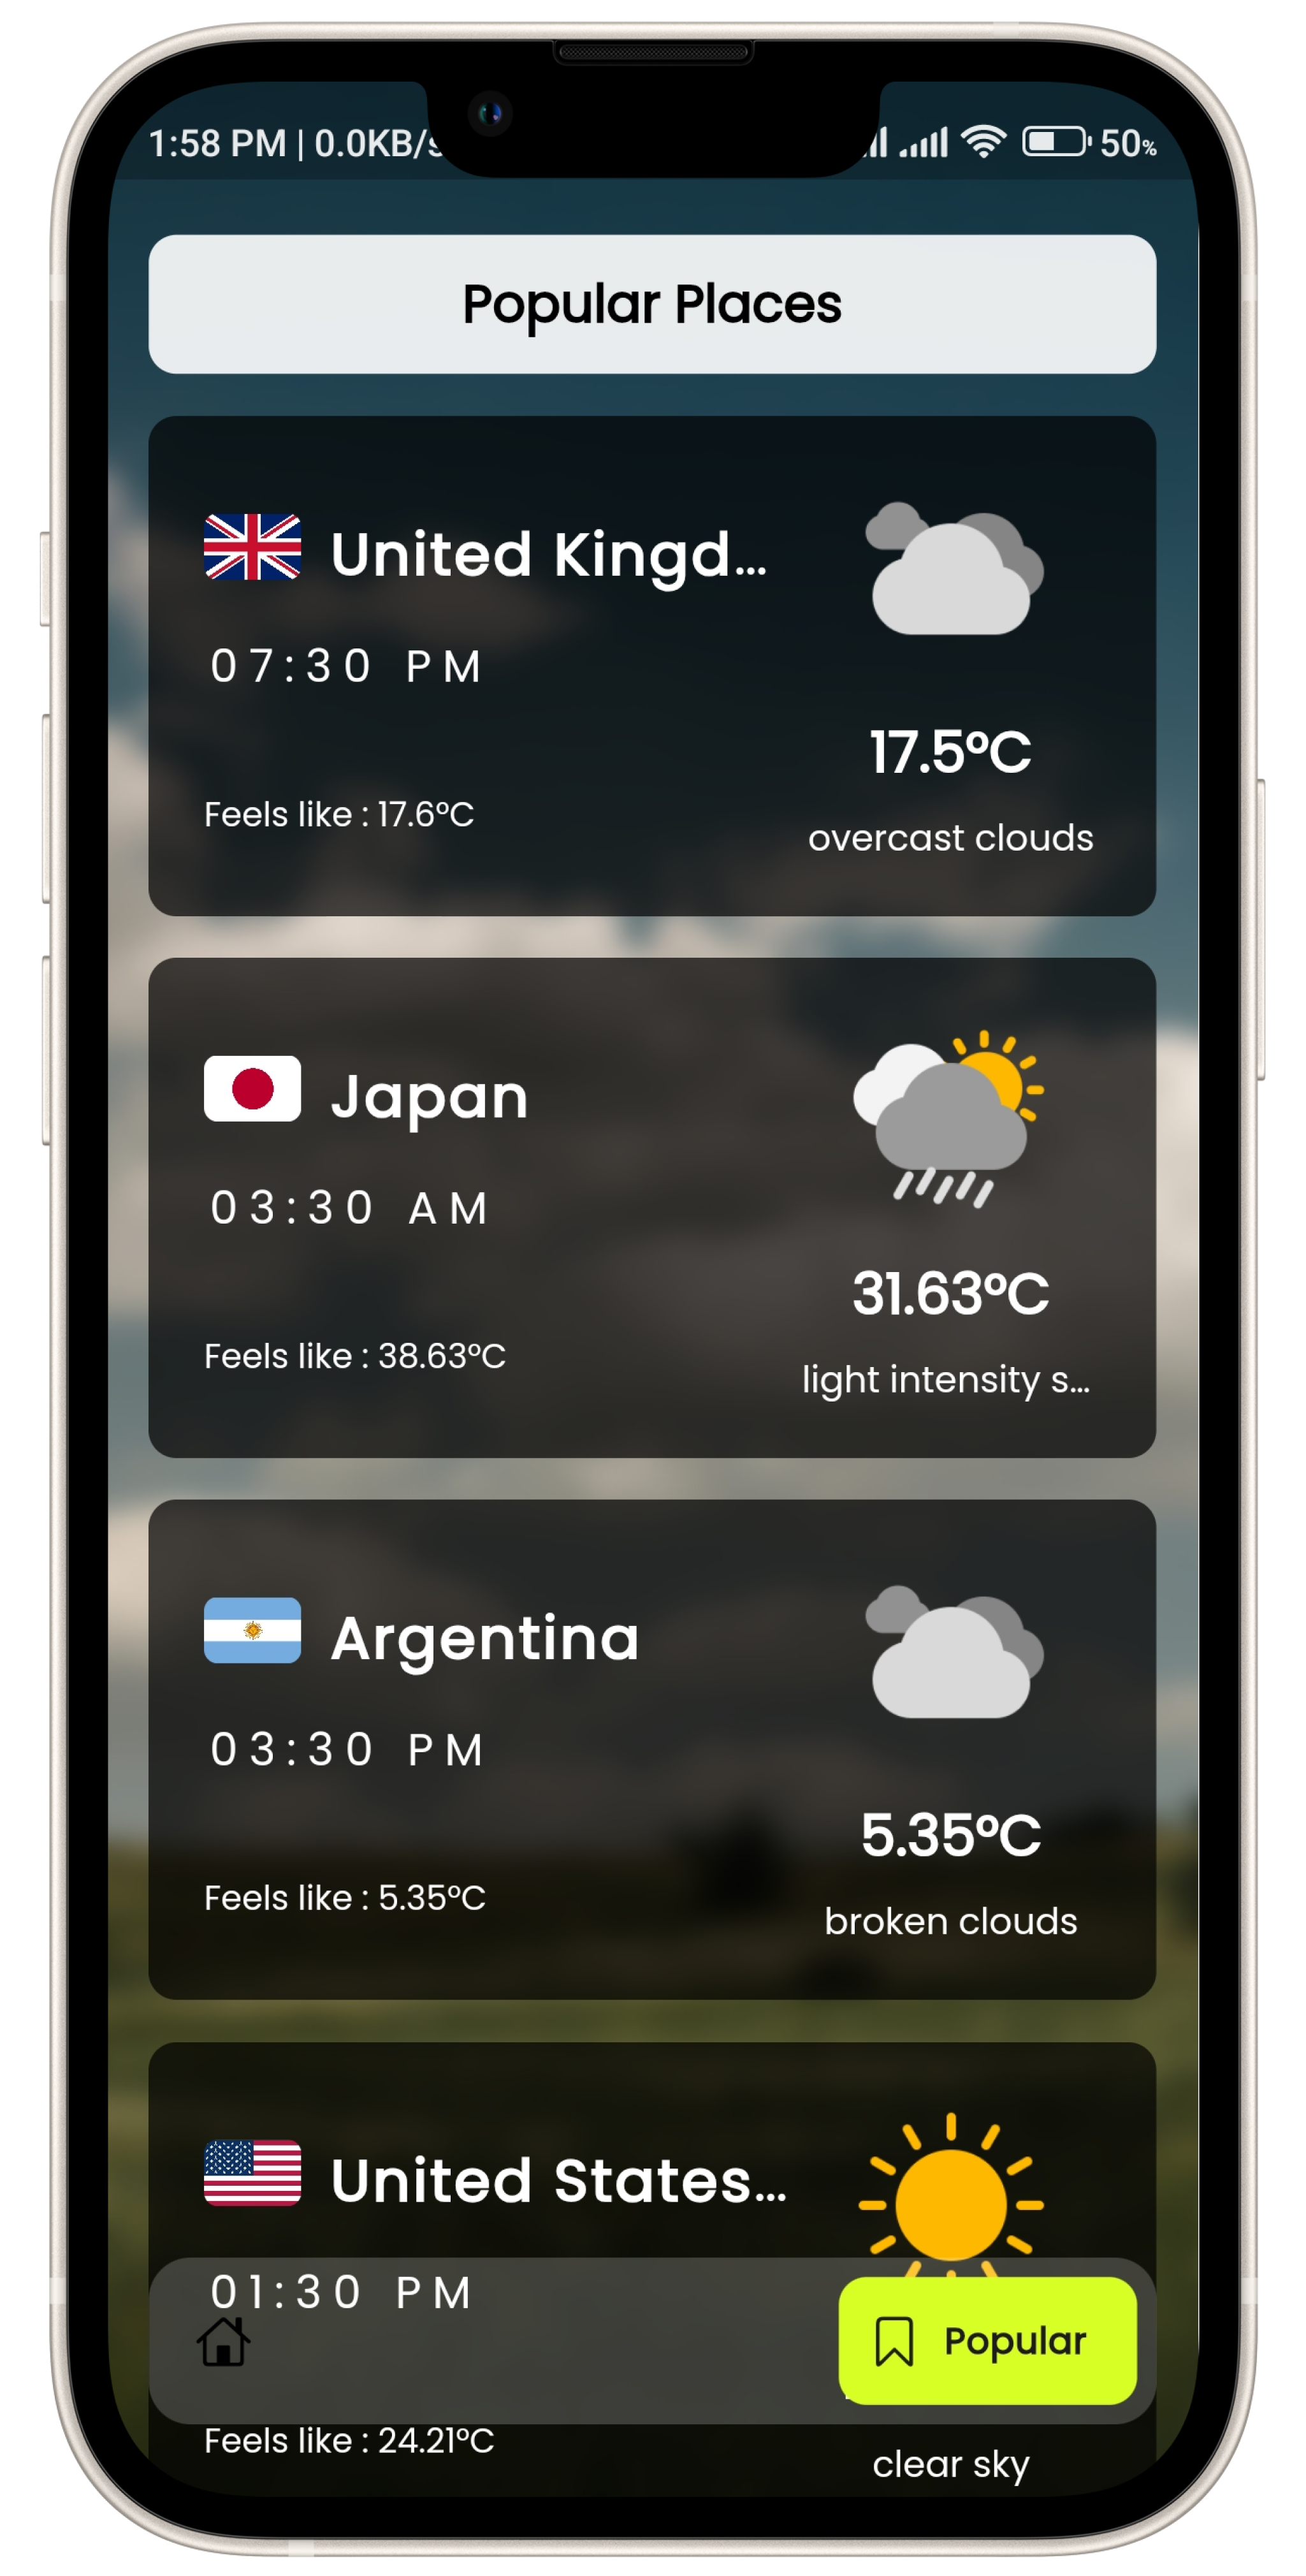 1:58 PM | 0.0KB/s
50%
Popular Places
United Kingd...
07:30 PM
17.5°C
Feels like : 17.6°C
overcast clouds
Japan
03:30 AM
31.63°C
Feels like : 38.63°C
light intensity s...
Argentina
03:30 PM
5.35°C
Feels like : 5.35°C
broken clouds
United States...
01:30 PM
Popular
Feels like : 24.21°C
clear sky